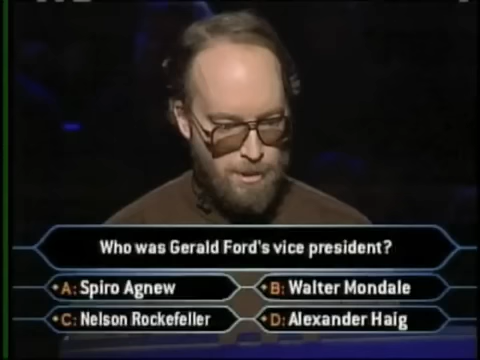 Who was Gerald Ford's vice president?
A: Spiro Agnew
B: Walter Mondale
C: Nelson Rockefeller
D: Alexander Haig